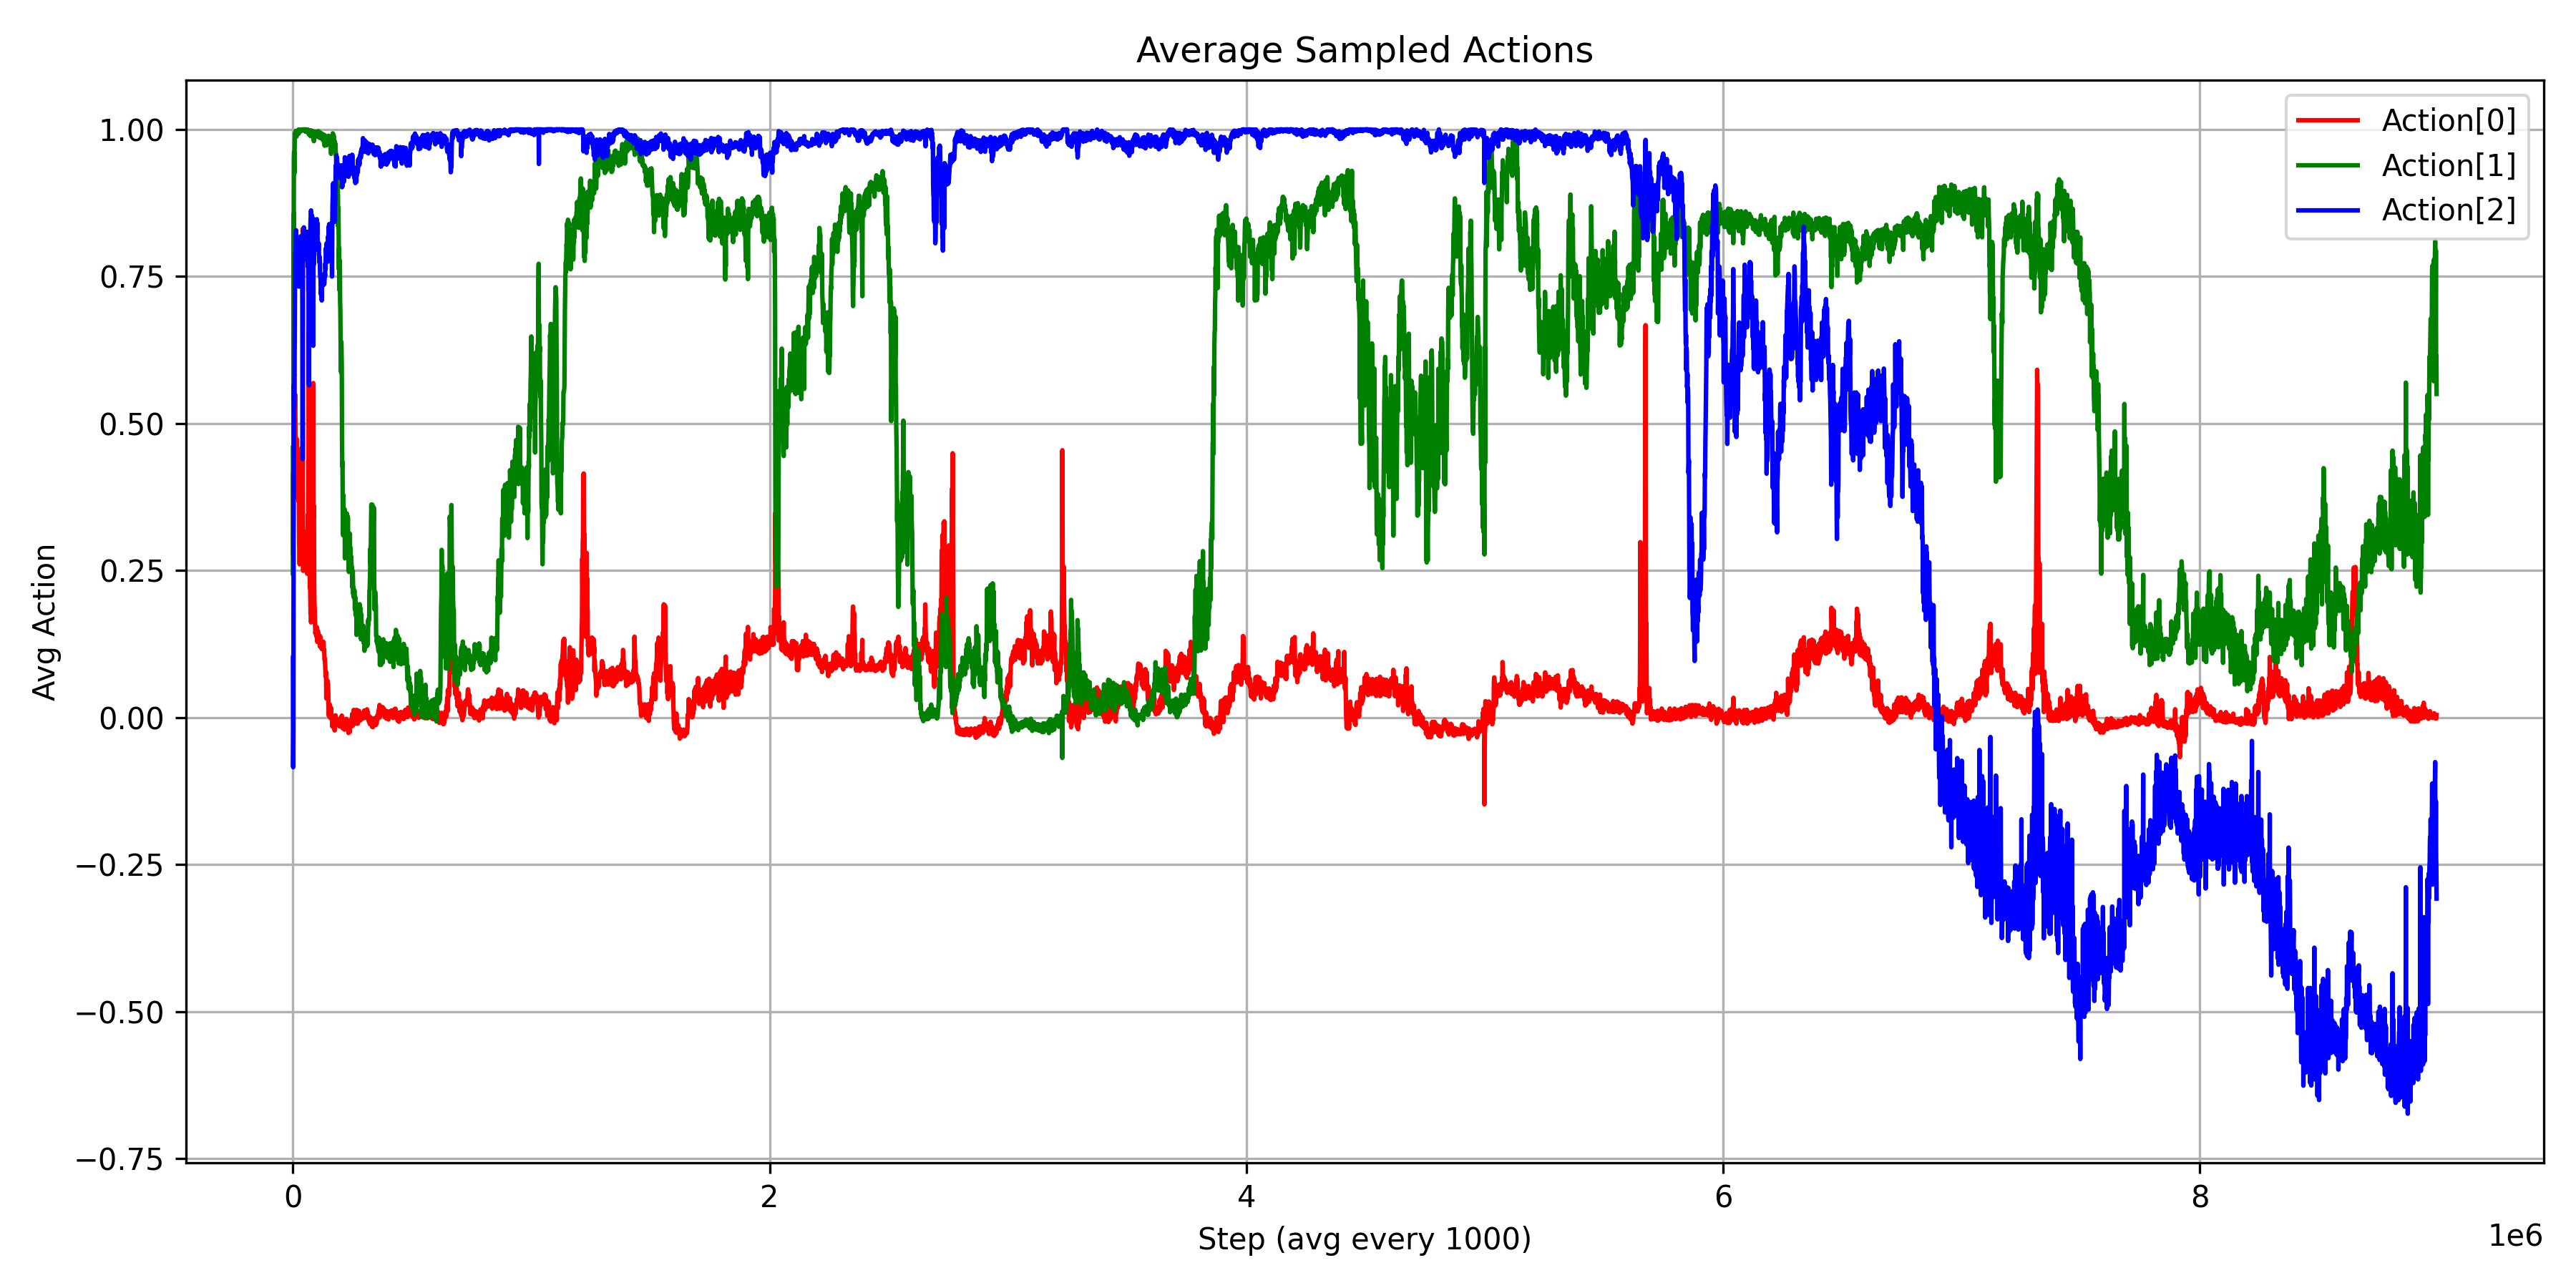 Average Sampled Actions
1.00
0.75
0.50
0.25
0.00
−0.25
−0.50
−0.75
Avg Action
Action[0]
Action[1]
Action[2]
0 2 4 6 8
1e6
Step (avg every 1000)